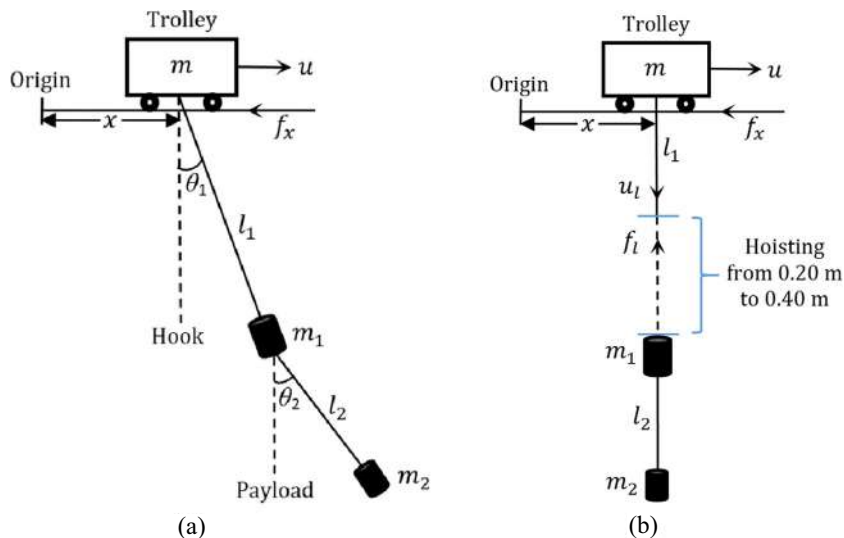 Trolley
m
u
Origin
x
f_x
θ_1
l_1
Hook
m_1
θ_2
l_2
Payload
m_2
(a)
Trolley
m
u
Origin
x
f_x
l_1
u_l
f_l
Hoisting
from 0.20 m
to 0.40 m
m_1
l_2
m_2
(b)